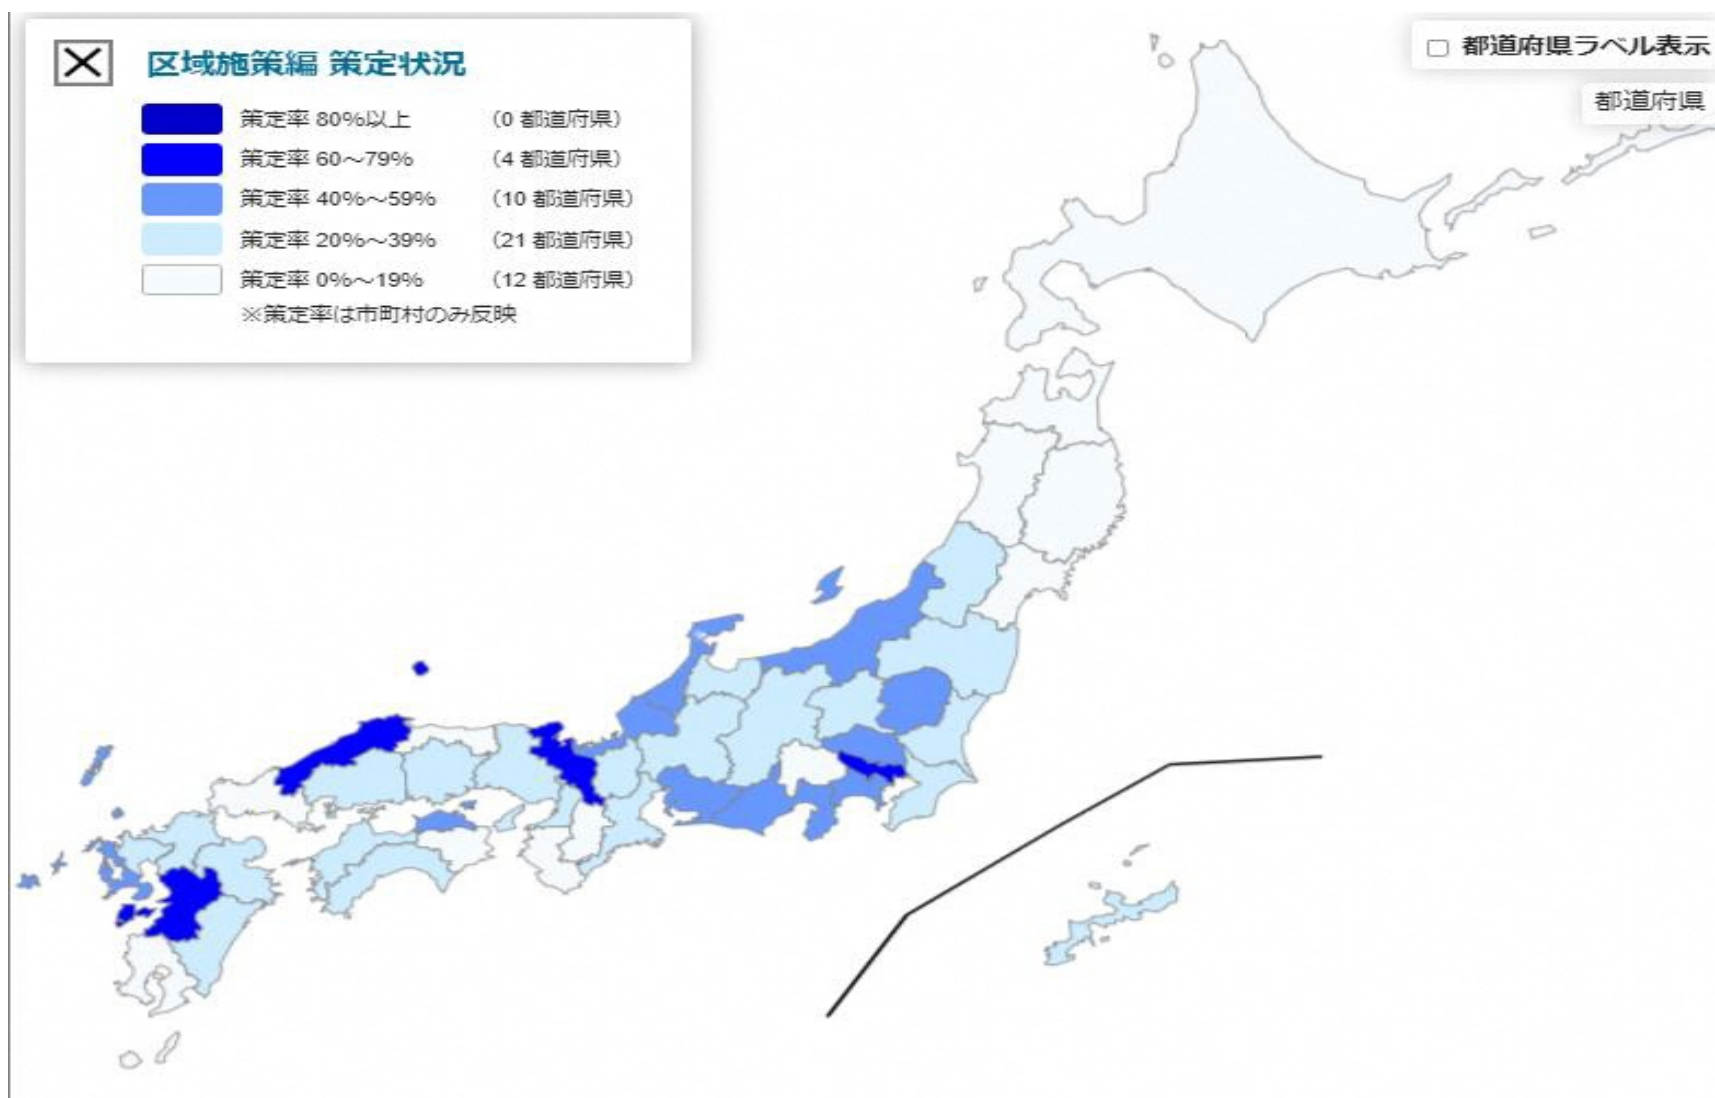 区域施策編 策定状況
策定率 80%以上 （0 都道府県）
策定率 60～79% （4 都道府県）
策定率 40%～59% （10 都道府県）
策定率 20%～39% （21 都道府県）
策定率 0%～19% （12 都道府県）
※策定率は市町村のみ反映
都道府県ラベル表示
都道府県